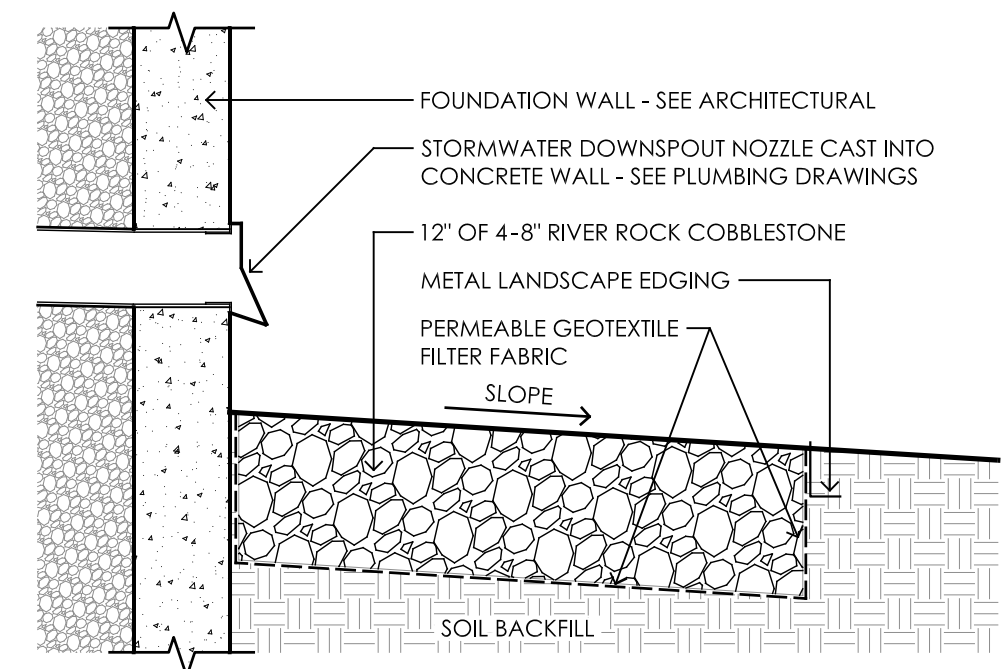 FOUNDATION WALL - SEE ARCHITECTURAL
STORMWATER DOWNSPOUT NOZZLE CAST INTO
CONCRETE WALL - SEE PLUMBING DRAWINGS
12" OF 4-8" RIVER ROCK COBBLESTONE
METAL LANDSCAPE EDGING
PERMEABLE GEOTEXTILE
FILTER FABRIC
SLOPE
SOIL BACKFILL